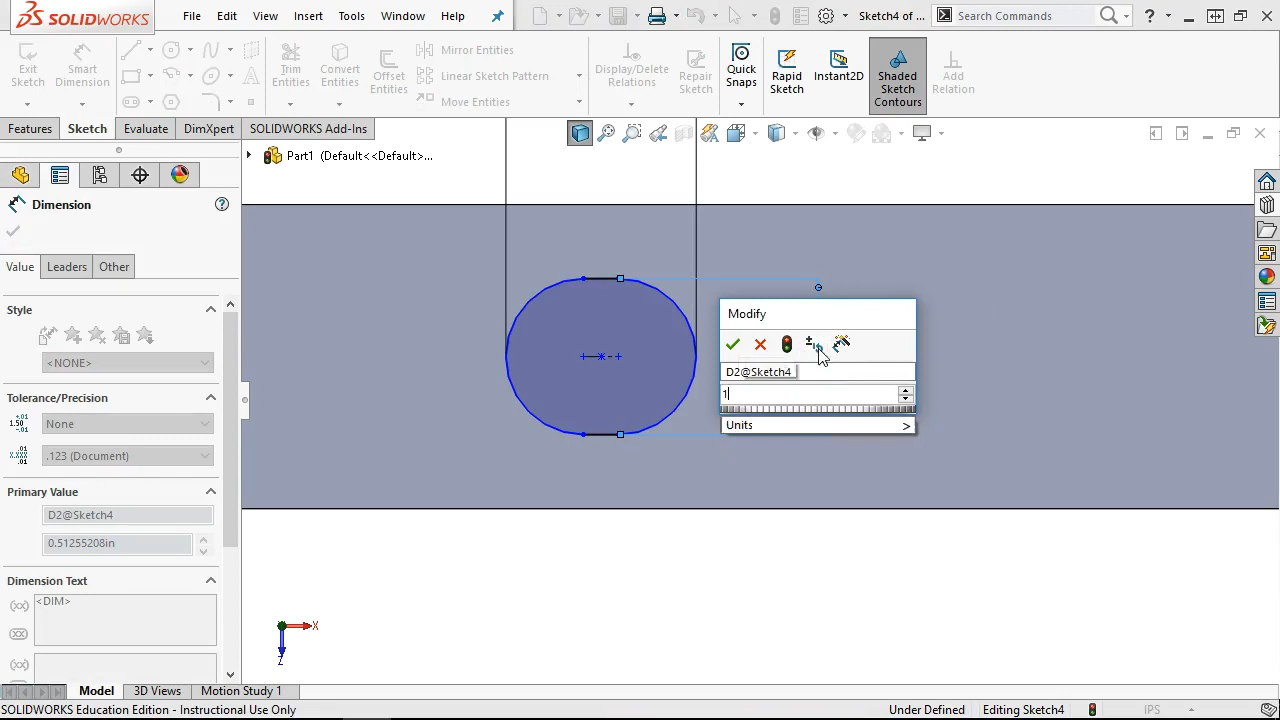 SOLIDWORKS
File Edit View Insert Tools Window Help
Sketch4 of ...
Search Commands
?
Exit Sketch
Smart Dimension
Trim Entities
Convert Entities
Offset Entities
Mirror Entities
Linear Sketch Pattern
Move Entities
Display/Delete Relations
Repair Sketch
Quick Snaps
Rapid Sketch
Instant2D
Shaded Sketch Contours
Add Relation
Features Sketch Evaluate DimXpert SOLIDWORKS Add-Ins
Part1 (Default<<Default>...
Dimension
?
Value Leaders Other
Style
<NONE>
Tolerance/Precision
None
.123 (Document)
Primary Value
D2@Sketch4
0.51255208in
Dimension Text
<DIM>
Modify
D2@Sketch4
1
Units >
X
Z
Model 3D Views Motion Study 1
SOLIDWORKS Education Edition - Instructional Use Only
Under Defined Editing Sketch4 IPS